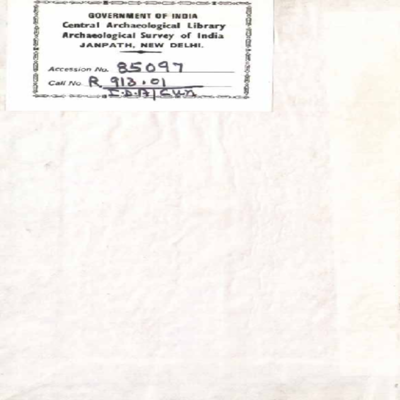 GOVERNMENT OF INDIA
Central Archaeological Library
Archaeological Survey of India
JANPATH, NEW DELHI.
Accession No. 85097
Call No. R 913.01
I.D.A/Cun